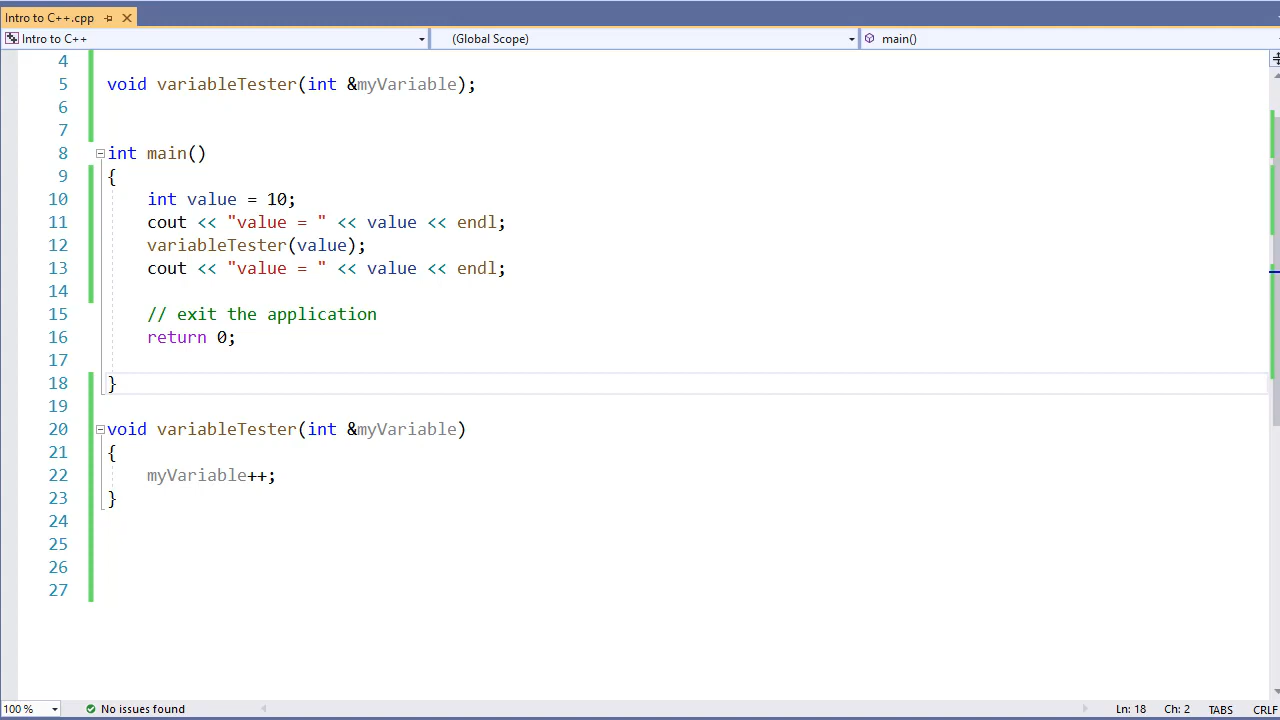 Intro to C++.cpp
Intro to C++ (Global Scope) main()
4
5 void variableTester(int &myVariable);
6
7
8 int main()
9 {
10 int value = 10;
11 cout << "value = " << value << endl;
12 variableTester(value);
13 cout << "value = " << value << endl;
14
15 // exit the application
16 return 0;
17
18 }
19
20 void variableTester(int &myVariable)
21 {
22 myVariable++;
23 }
24
25
26
27
100 % No issues found Ln: 18 Ch: 2 TABS CRLF